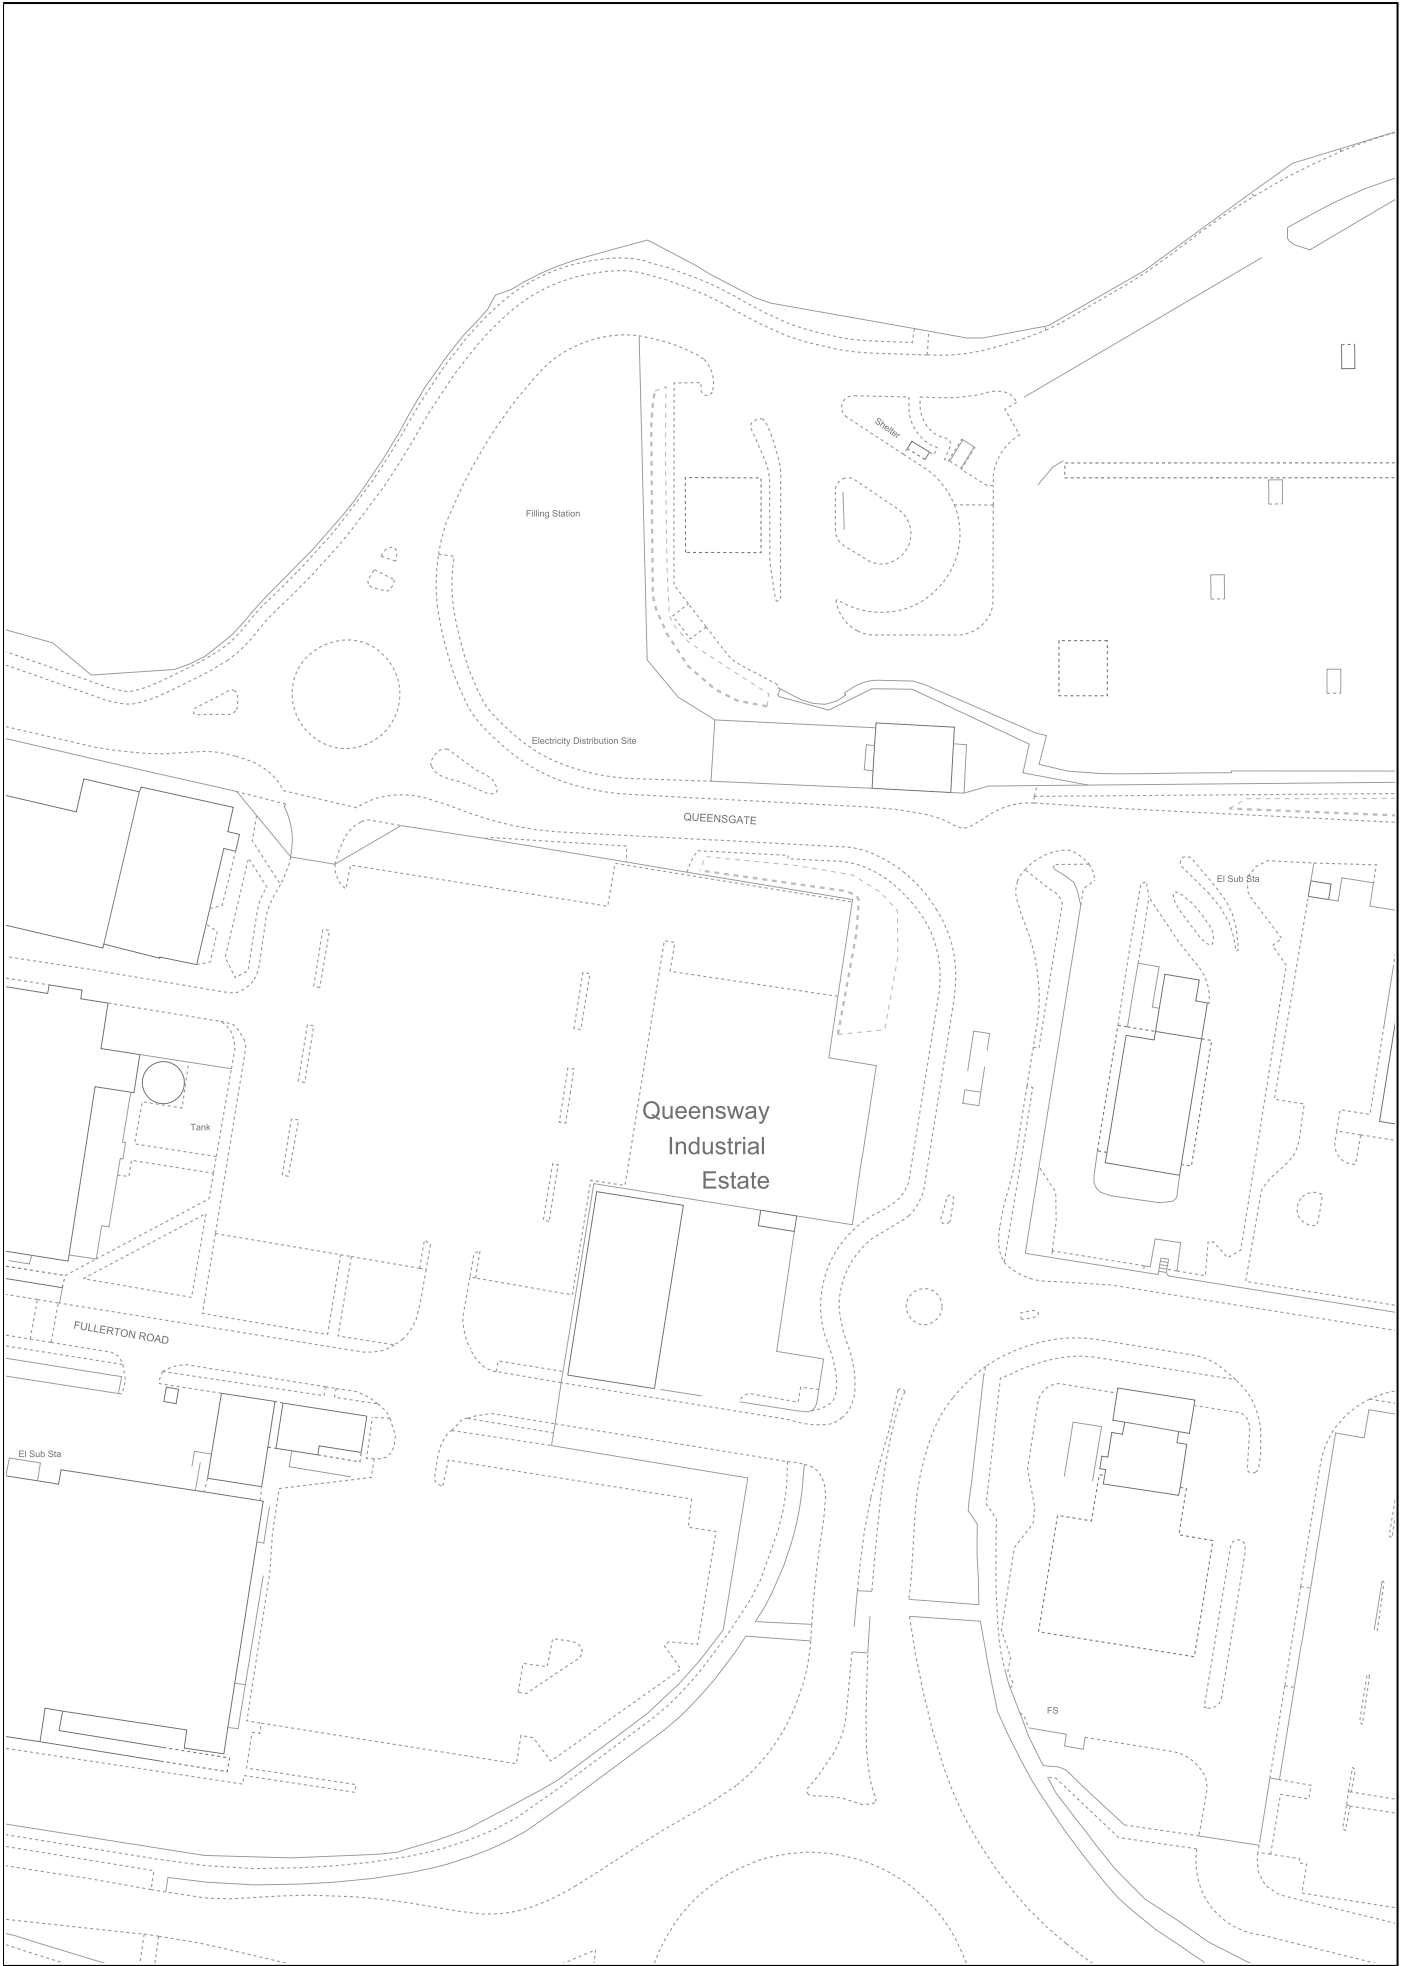 Shelter
Filling Station
Electricity Distribution Site
QUEENSGATE
El Sub Sta
Queensway
Industrial
Estate
Tank
FULLERTON ROAD
El Sub Sta
FS